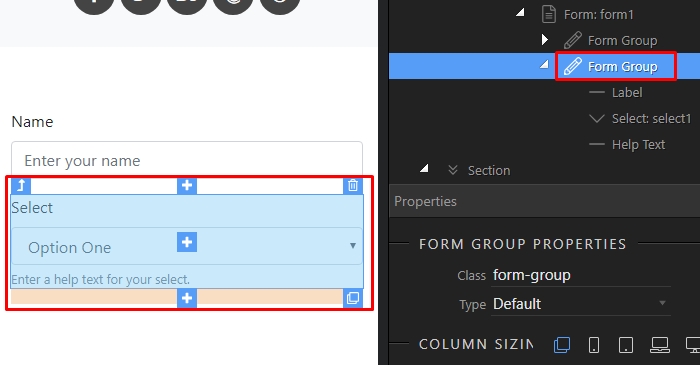 Name
Enter your name
Select
Option One
Enter a help text for your select.
Form: form1
Form Group
Form Group
Label
Select: select1
Help Text
Section
Properties
FORM GROUP PROPERTIES
Class form-group
Type Default
COLUMN SIZIN